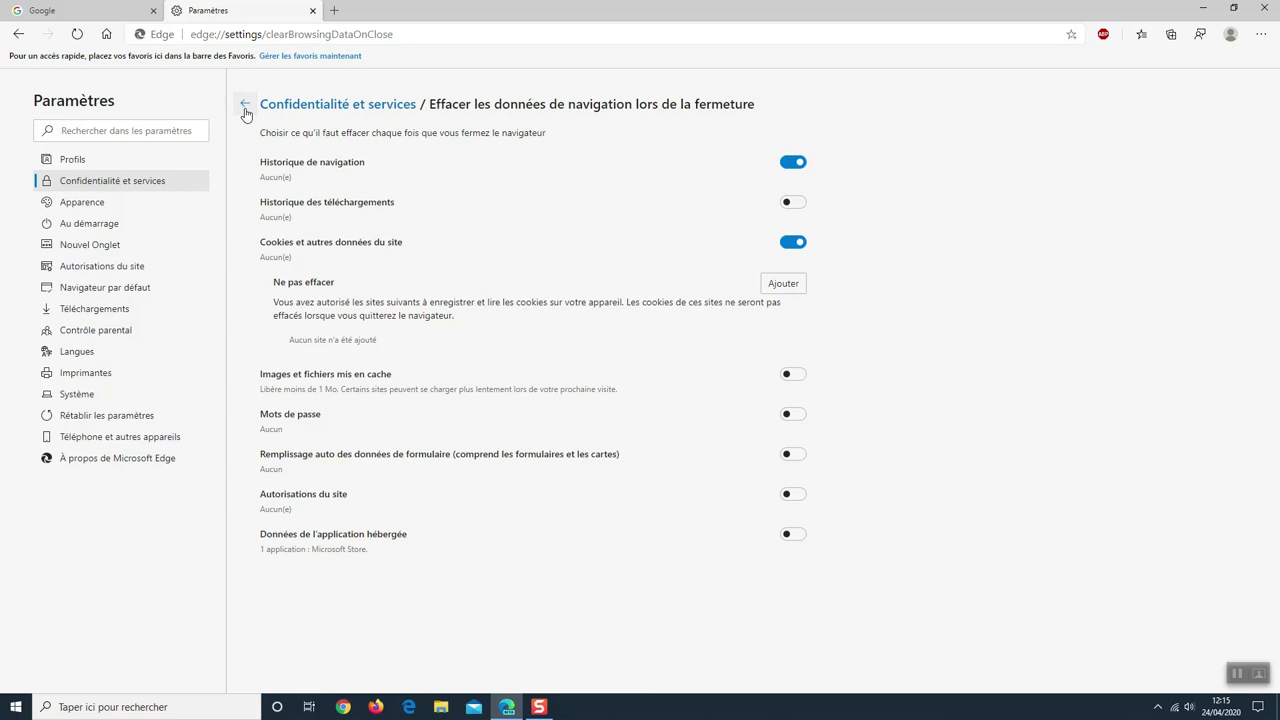 Google
Paramètres
Edge
edge://settings/clearBrowsingDataOnClose
ABP
Pour un accès rapide, placez vos favoris ici dans la barre des Favoris. Gérer les favoris maintenant
Paramètres
Rechercher dans les paramètres
Profils
Confidentialité et services
Apparence
Au démarrage
Nouvel Onglet
Autorisations du site
Navigateur par défaut
Téléchargements
Contrôle parental
Langues
Imprimantes
Système
Rétablir les paramètres
Téléphone et autres appareils
À propos de Microsoft Edge
Confidentialité et services / Effacer les données de navigation lors de la fermeture
Choisir ce qu'il faut effacer chaque fois que vous fermez le navigateur
Historique de navigation
Aucun(e)
Historique des téléchargements
Aucun(e)
Cookies et autres données du site
Aucun(e)
Ne pas effacer
Ajouter
Vous avez autorisé les sites suivants à enregistrer et lire les cookies sur votre appareil. Les cookies de ces sites ne seront pas
effacés lorsque vous quitterez le navigateur.
Aucun site n'a été ajouté
Images et fichiers mis en cache
Libère moins de 1 Mo. Certains sites peuvent se charger plus lentement lors de votre prochaine visite.
Mots de passe
Aucun
Remplissage auto des données de formulaire (comprend les formulaires et les cartes)
Aucun
Autorisations du site
Aucun(e)
Données de l'application hébergée
1 application : Microsoft Store.
Taper ici pour rechercher
12:15
24/04/2020